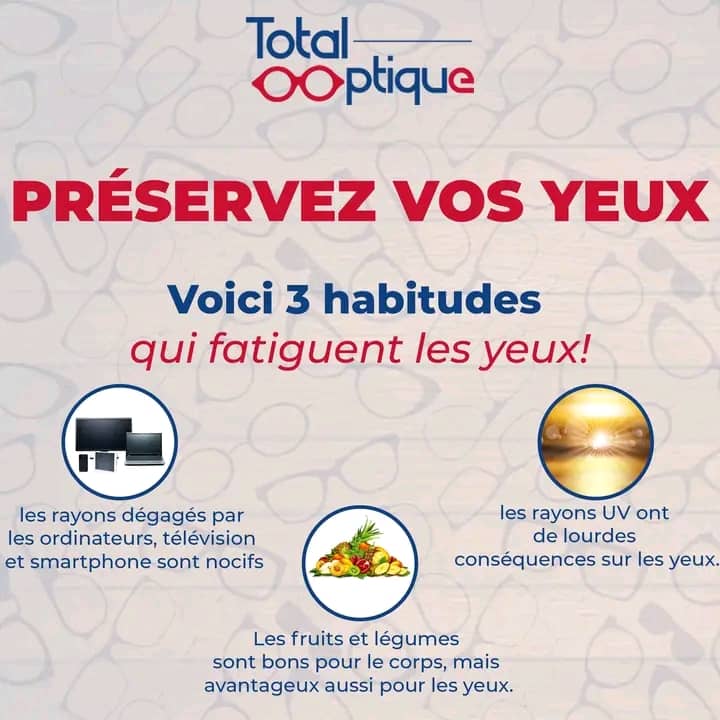 Total
Optique
PRÉSERVEZ VOS YEUX
Voici 3 habitudes
qui fatiguent les yeux!
les rayons dégagés par
les ordinateurs, télévision
et smartphone sont nocifs
les rayons UV ont
de lourdes
conséquences sur les yeux.
Les fruits et légumes
sont bons pour le corps, mais
avantageux aussi pour les yeux.